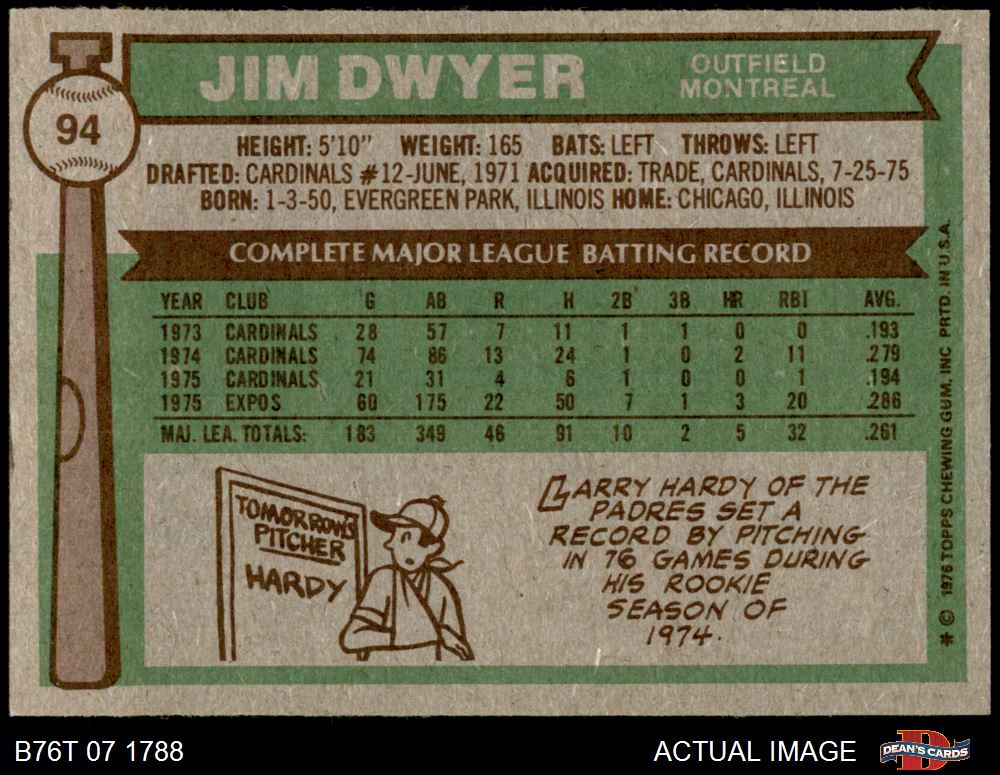 JIM DWYER
OUTFIELD
MONTREAL
94
HEIGHT: 5'10" WEIGHT: 165 BATS: LEFT THROWS: LEFT
DRAFTED: CARDINALS #12-JUNE, 1971 ACQUIRED: TRADE, CARDINALS, 7-25-75
BORN: 1-3-50, EVERGREEN PARK, ILLINOIS HOME: CHICAGO, ILLINOIS
COMPLETE MAJOR LEAGUE BATTING RECORD
YEAR CLUB G AB R H 2B 3B HR RBI AVG.
1973 CARDINALS 28 57 7 11 1 1 0 0 .193
1974 CARDINALS 74 86 13 24 1 0 2 11 .279
1975 CARDINALS 21 31 4 6 1 0 0 1 .194
1975 EXPOS 60 175 22 50 7 1 3 20 .286
MAJ. LEA. TOTALS: 183 349 46 91 10 2 5 32 .261
TOMORROW'S
PITCHER
HARDY
LARRY HARDY OF THE
PADRES SET A
RECORD BY PITCHING
IN 76 GAMES DURING
HIS ROOKIE
SEASON OF
1974.
* © 1976 TOPPS CHEWING GUM, INC PRTD. IN U.S.A.
B76T 07 1788
ACTUAL IMAGE
D
DEAN'S CARDS